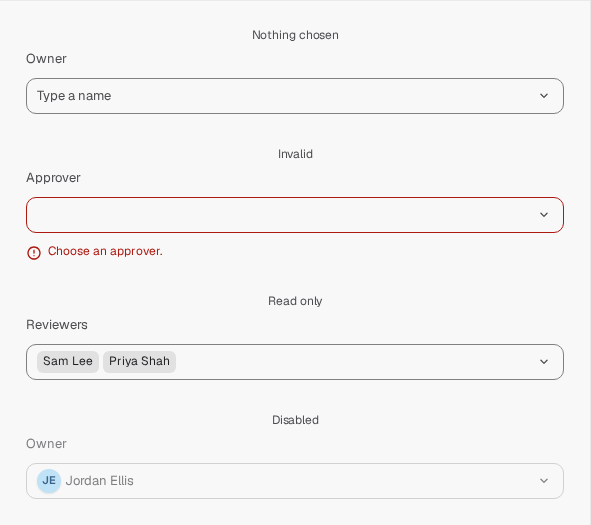 Nothing chosen
Owner
Type a name
Invalid
Approver
Choose an approver.
Read only
Reviewers
Sam Lee Priya Shah
Disabled
Owner
JE Jordan Ellis